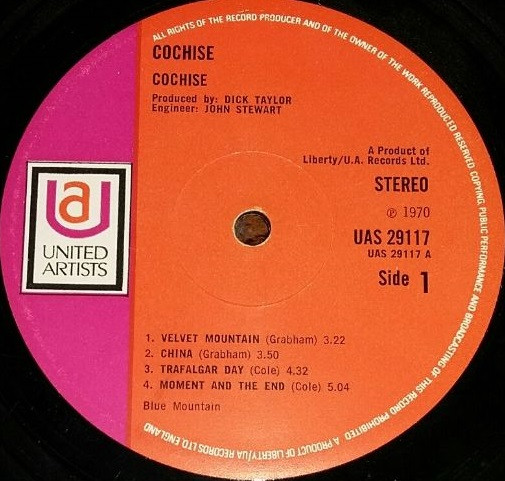 ALL RIGHTS OF THE RECORD PRODUCER AND OF THE OWNER OF THE WORK REPRODUCED RESERVED. COPYING, PUBLIC PERFORMANCE AND BROADCASTING OF THIS RECORD PROHIBITED. A PRODUCT OF LIBERTY/UA RECORDS LTD, ENGLAND
COCHISE
COCHISE
Produced by: DICK TAYLOR
Engineer: JOHN STEWART
A Product of
Liberty/U.A. Records Ltd.
STEREO
℗ 1970
UAS 29117
UAS 29117 A
Side 1
ua
UNITED
ARTISTS
1. VELVET MOUNTAIN (Grabham) 3.22
2. CHINA (Grabham) 3.50
3. TRAFALGAR DAY (Cole) 4.32
4. MOMENT AND THE END (Cole) 5.04
Blue Mountain